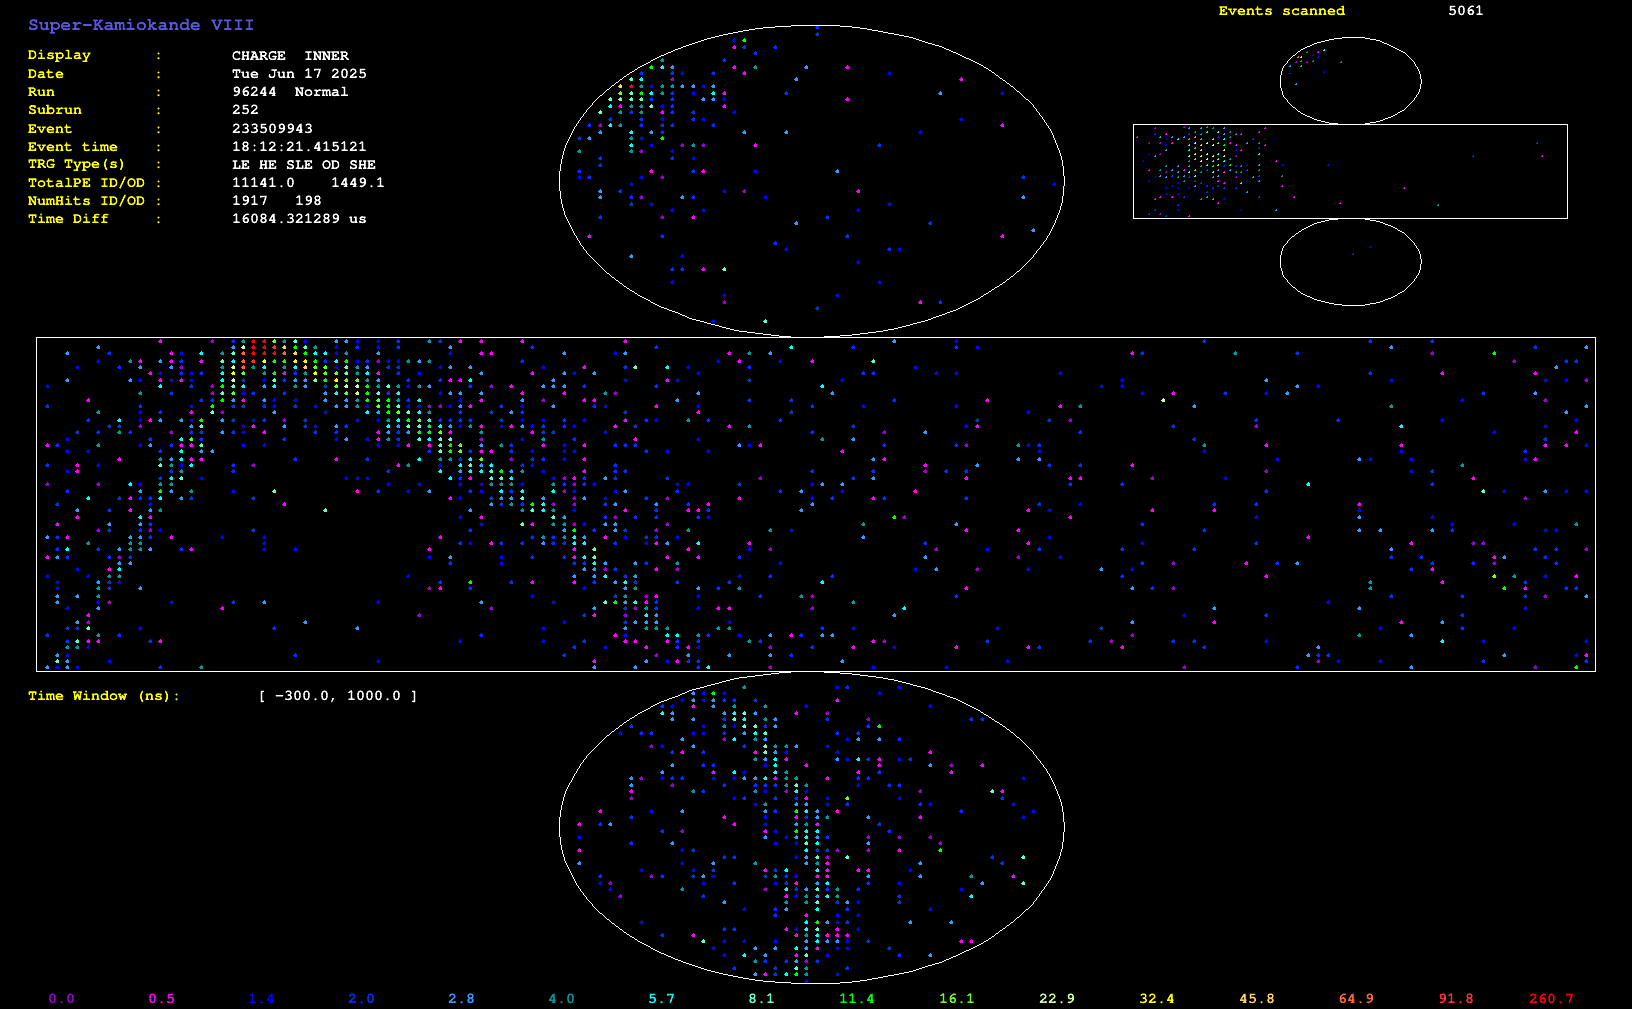 Super-Kamiokande VIII
Events scanned 5061
Display : CHARGE INNER
Date : Tue Jun 17 2025
Run : 96244 Normal
Subrun : 252
Event : 233509943
Event time : 18:12:21.415121
TRG Type(s) : LE HE SLE OD SHE
TotalPE ID/OD : 11141.0 1449.1
NumHits ID/OD : 1917 198
Time Diff : 16084.321289 us
Time Window (ns): [ −300.0, 1000.0 ]
0.0 0.5 1.4 2.0 2.8 4.0 5.7 8.1 11.4 16.1 22.9 32.4 45.8 64.9 91.8 260.7